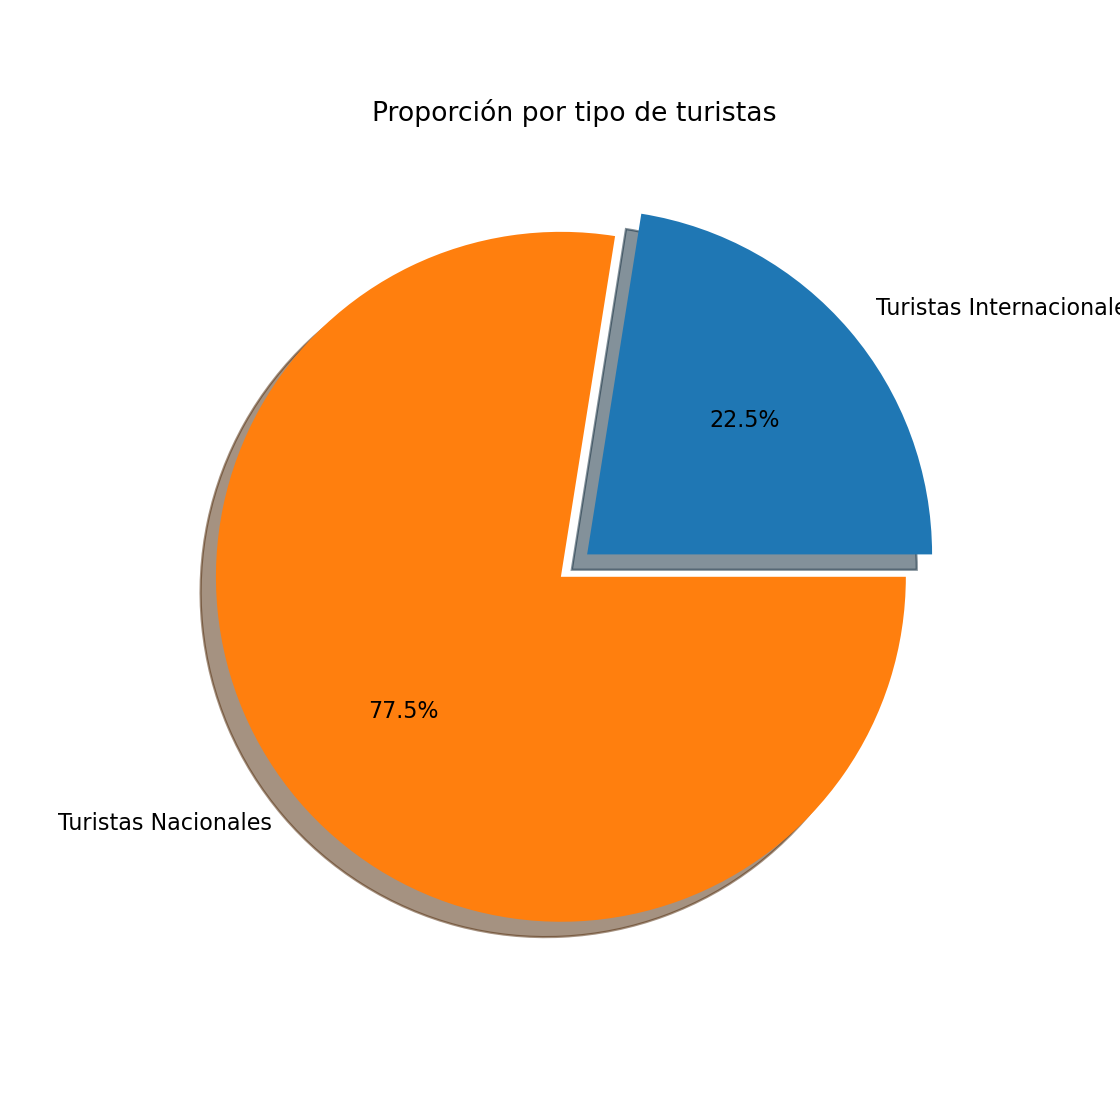 Proporción por tipo de turistas
Turistas Internacionale
22.5%
77.5%
Turistas Nacionales